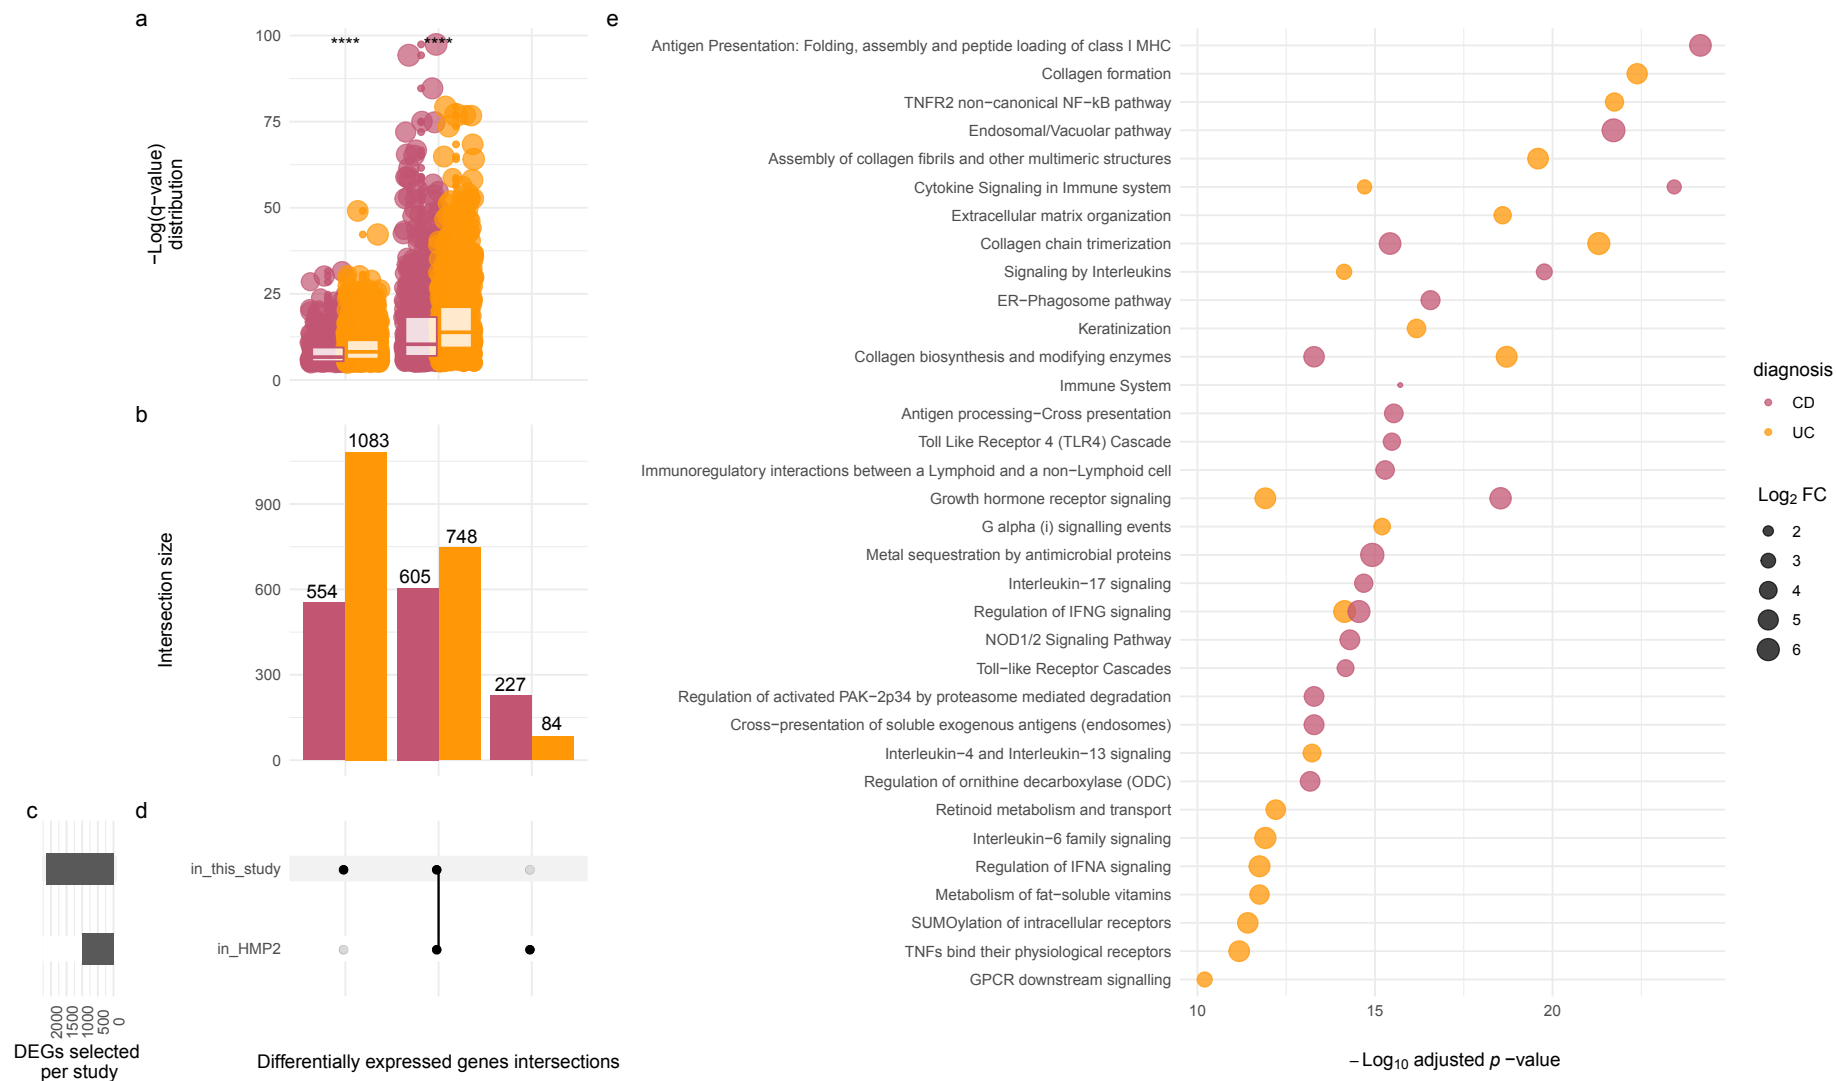 a
100
75
50
25
0
****
****
−Log(q−value)
distribution
b
900
600
300
0
Intersection size
554
1083
605
748
227
84
c
2000
1500
1000
500
0
DEGs selected
per study
d
in_this_study
in_HMP2
Differentially expressed genes intersections
e
Antigen Presentation: Folding, assembly and peptide loading of class I MHC
Collagen formation
TNFR2 non−canonical NF−kB pathway
Endosomal/Vacuolar pathway
Assembly of collagen fibrils and other multimeric structures
Cytokine Signaling in Immune system
Extracellular matrix organization
Collagen chain trimerization
Signaling by Interleukins
ER−Phagosome pathway
Keratinization
Collagen biosynthesis and modifying enzymes
Immune System
Antigen processing−Cross presentation
Toll Like Receptor 4 (TLR4) Cascade
Immunoregulatory interactions between a Lymphoid and a non−Lymphoid cell
Growth hormone receptor signaling
G alpha (i) signalling events
Metal sequestration by antimicrobial proteins
Interleukin−17 signaling
Regulation of IFNG signaling
NOD1/2 Signaling Pathway
Toll−like Receptor Cascades
Regulation of activated PAK−2p34 by proteasome mediated degradation
Cross−presentation of soluble exogenous antigens (endosomes)
Interleukin−4 and Interleukin−13 signaling
Regulation of ornithine decarboxylase (ODC)
Retinoid metabolism and transport
Interleukin−6 family signaling
Regulation of IFNA signaling
Metabolism of fat−soluble vitamins
SUMOylation of intracellular receptors
TNFs bind their physiological receptors
GPCR downstream signalling
10
15
20
−Log₁₀ adjusted p −value
diagnosis
CD
UC
Log₂ FC
2
3
4
5
6